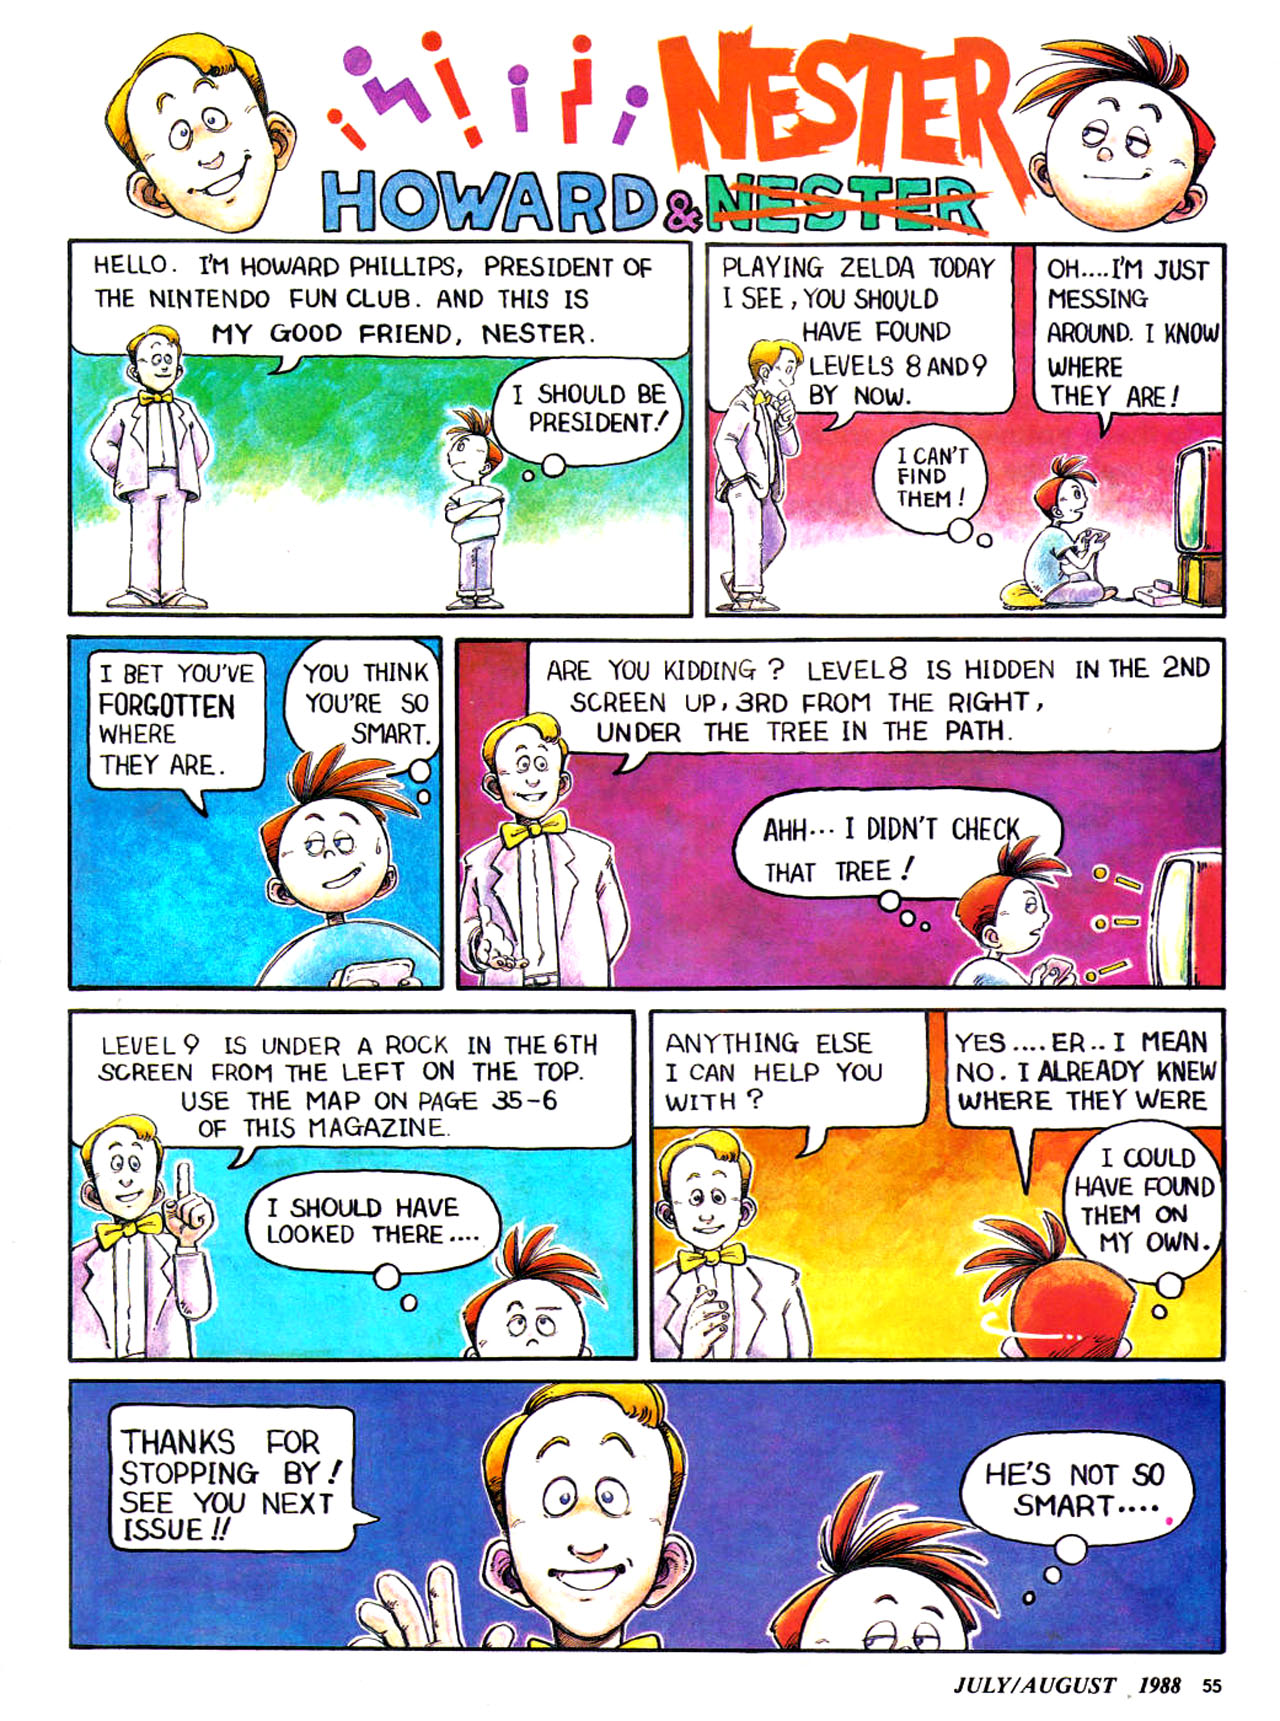 NESTER
HOWARD & NESTER
HELLO. I'M HOWARD PHILLIPS, PRESIDENT OF
THE NINTENDO FUN CLUB. AND THIS IS
MY GOOD FRIEND, NESTER.
I SHOULD BE
PRESIDENT!
PLAYING ZELDA TODAY
I SEE, YOU SHOULD
HAVE FOUND
LEVELS 8 AND 9
BY NOW.
OH....I'M JUST
MESSING
AROUND. I KNOW
WHERE
THEY ARE!
I CAN'T
FIND
THEM!
I BET YOU'VE
FORGOTTEN
WHERE
THEY ARE.
YOU THINK
YOU'RE SO
SMART.
ARE YOU KIDDING? LEVEL 8 IS HIDDEN IN THE 2ND
SCREEN UP, 3RD FROM THE RIGHT,
UNDER THE TREE IN THE PATH.
AHH... I DIDN'T CHECK
THAT TREE!
LEVEL 9 IS UNDER A ROCK IN THE 6TH
SCREEN FROM THE LEFT ON THE TOP.
USE THE MAP ON PAGE 35-6
OF THIS MAGAZINE.
I SHOULD HAVE
LOOKED THERE....
ANYTHING ELSE
I CAN HELP YOU
WITH?
YES....ER..I MEAN
NO. I ALREADY KNEW
WHERE THEY WERE
I COULD
HAVE FOUND
THEM ON
MY OWN.
THANKS FOR
STOPPING BY!
SEE YOU NEXT
ISSUE!!
HE'S NOT SO
SMART....
JULY/AUGUST 1988 55